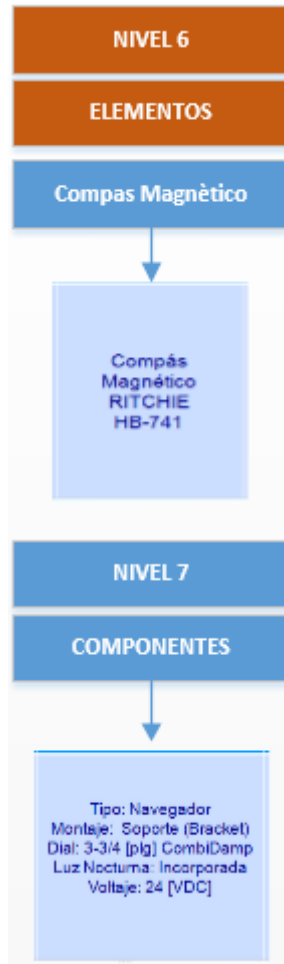 NIVEL 6
ELEMENTOS
Compas Magnètico
Compás
Magnético
RITCHIE
HB-741
NIVEL 7
COMPONENTES
Tipo: Navegador
Montaje: Soporte (Bracket)
Dial: 3-3/4 [plg] CombiDamp
Luz Nocturna: Incorporada
Voltaje: 24 [VDC]